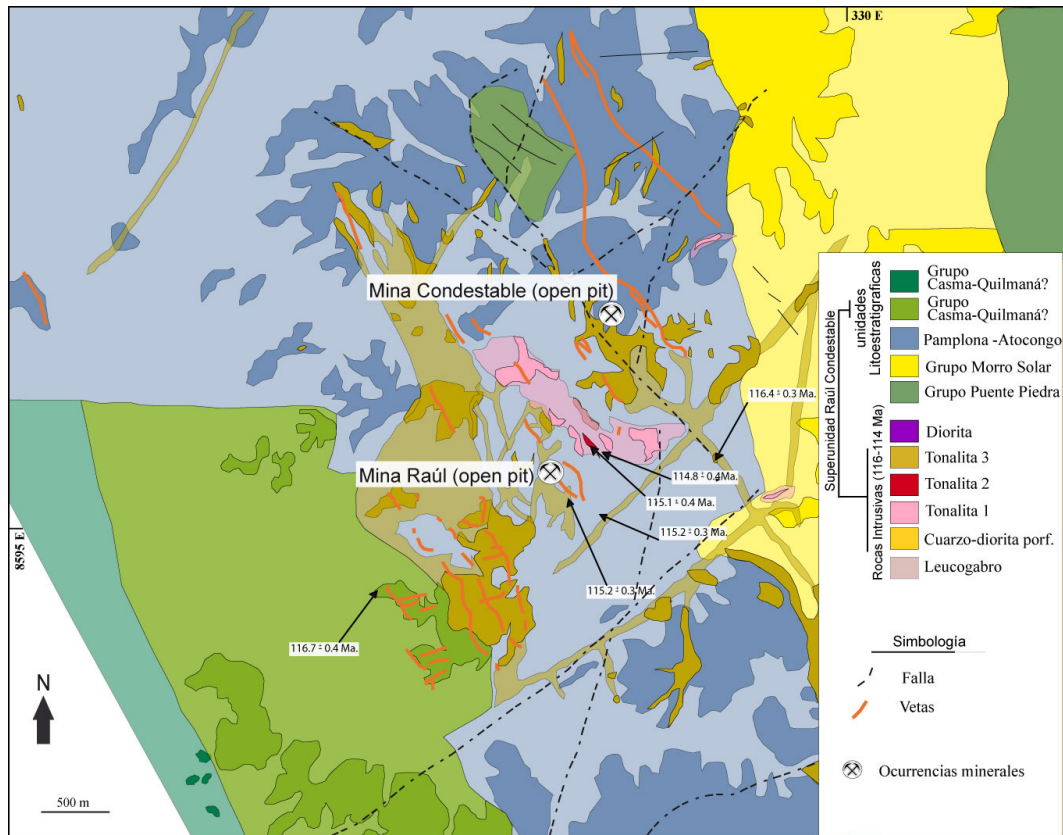 330 E
Mina Condestable (open pit)
116.4 ± 0.3 Ma.
Mina Raúl (open pit)
114.8 ± 0.4Ma.
115.1 ± 0.4 Ma.
115.2 ± 0.3 Ma.
115.2 ± 0.3 Ma.
116.7 ± 0.4 Ma.
8595 E
N
500 m
Superunidad Raúl Condestable
unidades
Litoestratigraficas
Grupo
Casma-Quilmaná?
Grupo
Casma-Quilmaná?
Pamplona -Atocongo
Grupo Morro Solar
Grupo Puente Piedra
Rocas Intrusivas (116-114 Ma)
Diorita
Tonalita 3
Tonalita 2
Tonalita 1
Cuarzo-diorita porf.
Leucogabro
Simbologia
Falla
Vetas
Ocurrencias minerales